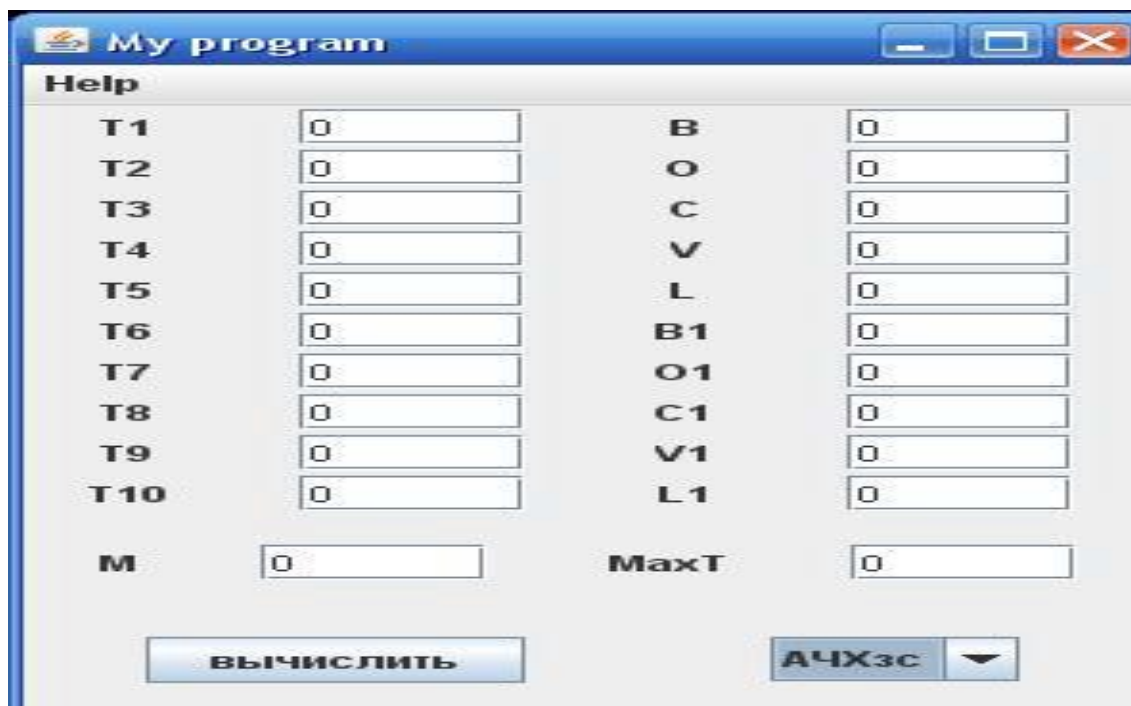 My program
Help
T1 0 B 0
T2 0 O 0
T3 0 C 0
T4 0 V 0
T5 0 L 0
T6 0 B1 0
T7 0 O1 0
T8 0 C1 0
T9 0 V1 0
T10 0 L1 0
M 0 MaxT 0
вычислить АЧХзс